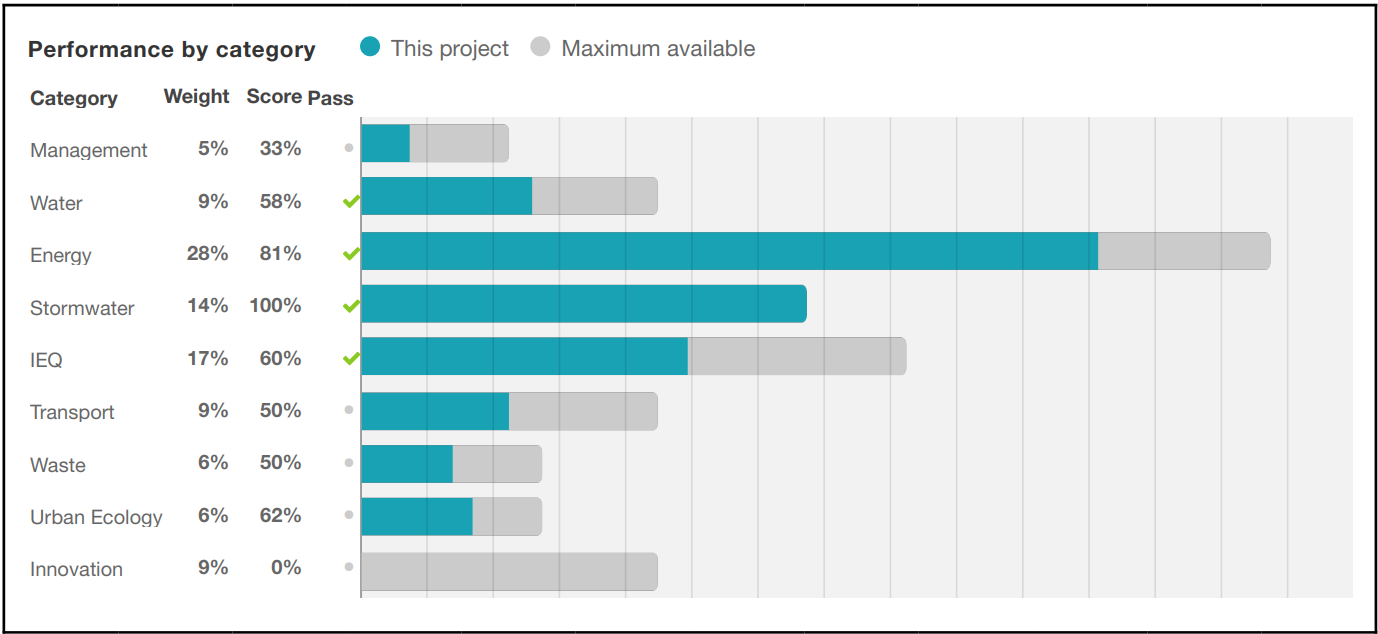 Performance by category This project Maximum available
Category Weight Score Pass
Management 5% 33%
Water 9% 58%
Energy 28% 81%
Stormwater 14% 100%
IEQ 17% 60%
Transport 9% 50%
Waste 6% 50%
Urban Ecology 6% 62%
Innovation 9% 0%